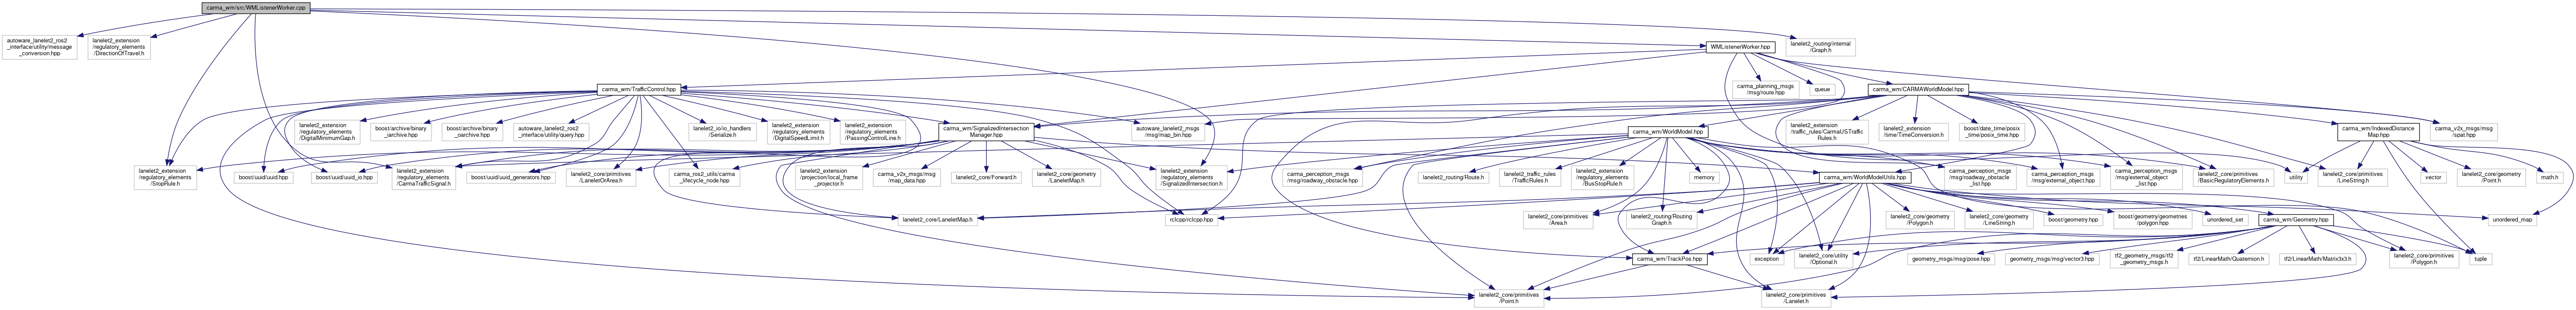 carma_wm/src/WMListenerWorker.cpp
autoware_lanelet2_ros2
_interface/utility/message
_conversion.hpp
lanelet2_extension
/regulatory_elements
/DirectionOfTravel.h
WMListenerWorker.hpp
lanelet2_routing/internal
/Graph.h
carma_wm/TrafficControl.hpp
carma_planning_msgs
/msg/route.hpp
queue
carma_wm/CARMAWorldModel.hpp
lanelet2_extension
/regulatory_elements
/DigitalMinimumGap.h
boost/archive/binary
_oarchive.hpp
boost/archive/binary
_iarchive.hpp
autoware_lanelet2_ros2
_interface/utility/query.hpp
lanelet2_io/io_handlers
/Serialize.h
lanelet2_extension
/regulatory_elements
/DigitalSpeedLimit.h
lanelet2_extension
/regulatory_elements
/PassingControlLine.h
carma_wm/SignalizedIntersection
Manager.hpp
autoware_lanelet2_msgs
/msg/map_bin.hpp
carma_wm/WorldModel.hpp
lanelet2_extension
/traffic_rules/CarmaUSTraffic
Rules.h
lanelet2_extension
/time/TimeConversion.h
boost/date_time/posix
_time/posix_time.hpp
carma_wm/IndexedDistance
Map.hpp
carma_v2x_msgs/msg
/spat.hpp
lanelet2_extension
/regulatory_elements
/StopRule.h
boost/uuid/uuid.hpp
boost/uuid/uuid_io.hpp
lanelet2_extension
/regulatory_elements
/CarmaTrafficSignal.h
boost/uuid/uuid_generators.hpp
lanelet2_core/primitives
/LaneletOrArea.h
carma_ros2_utils/carma
_lifecycle_node.hpp
lanelet2_extension
/projection/local_frame
_projector.h
carma_v2x_msgs/msg
/map_data.hpp
lanelet2_core/Forward.h
lanelet2_core/geometry
/LaneletMap.h
lanelet2_extension
/regulatory_elements
/SignalizedIntersection.h
carma_perception_msgs
/msg/roadway_obstacle.hpp
lanelet2_routing/Route.h
lanelet2_traffic_rules
/TrafficRules.h
lanelet2_extension
/regulatory_elements
/BusStopRule.h
memory
carma_wm/WorldModelUtils.hpp
carma_perception_msgs
/msg/roadway_obstacle
_list.hpp
carma_perception_msgs
/msg/external_object.hpp
carma_perception_msgs
/msg/external_object
_list.hpp
lanelet2_core/primitives
/BasicRegulatoryElements.h
utility
lanelet2_core/primitives
/LineString.h
vector
lanelet2_core/geometry
/Point.h
math.h
lanelet2_core/LaneletMap.h
rclcpp/rclcpp.hpp
lanelet2_core/primitives
/Area.h
lanelet2_routing/Routing
Graph.h
lanelet2_core/geometry
/Polygon.h
lanelet2_core/geometry
/LineString.h
boost/geometry.hpp
boost/geometry/geometries
/polygon.hpp
unordered_set
carma_wm/Geometry.hpp
unordered_map
carma_wm/TrackPos.hpp
exception
lanelet2_core/utility
/Optional.h
geometry_msgs/msg/pose.hpp
geometry_msgs/msg/vector3.hpp
tf2_geometry_msgs/tf2
_geometry_msgs.h
tf2/LinearMath/Quaternion.h
tf2/LinearMath/Matrix3x3.h
lanelet2_core/primitives
/Polygon.h
tuple
lanelet2_core/primitives
/Point.h
lanelet2_core/primitives
/Lanelet.h